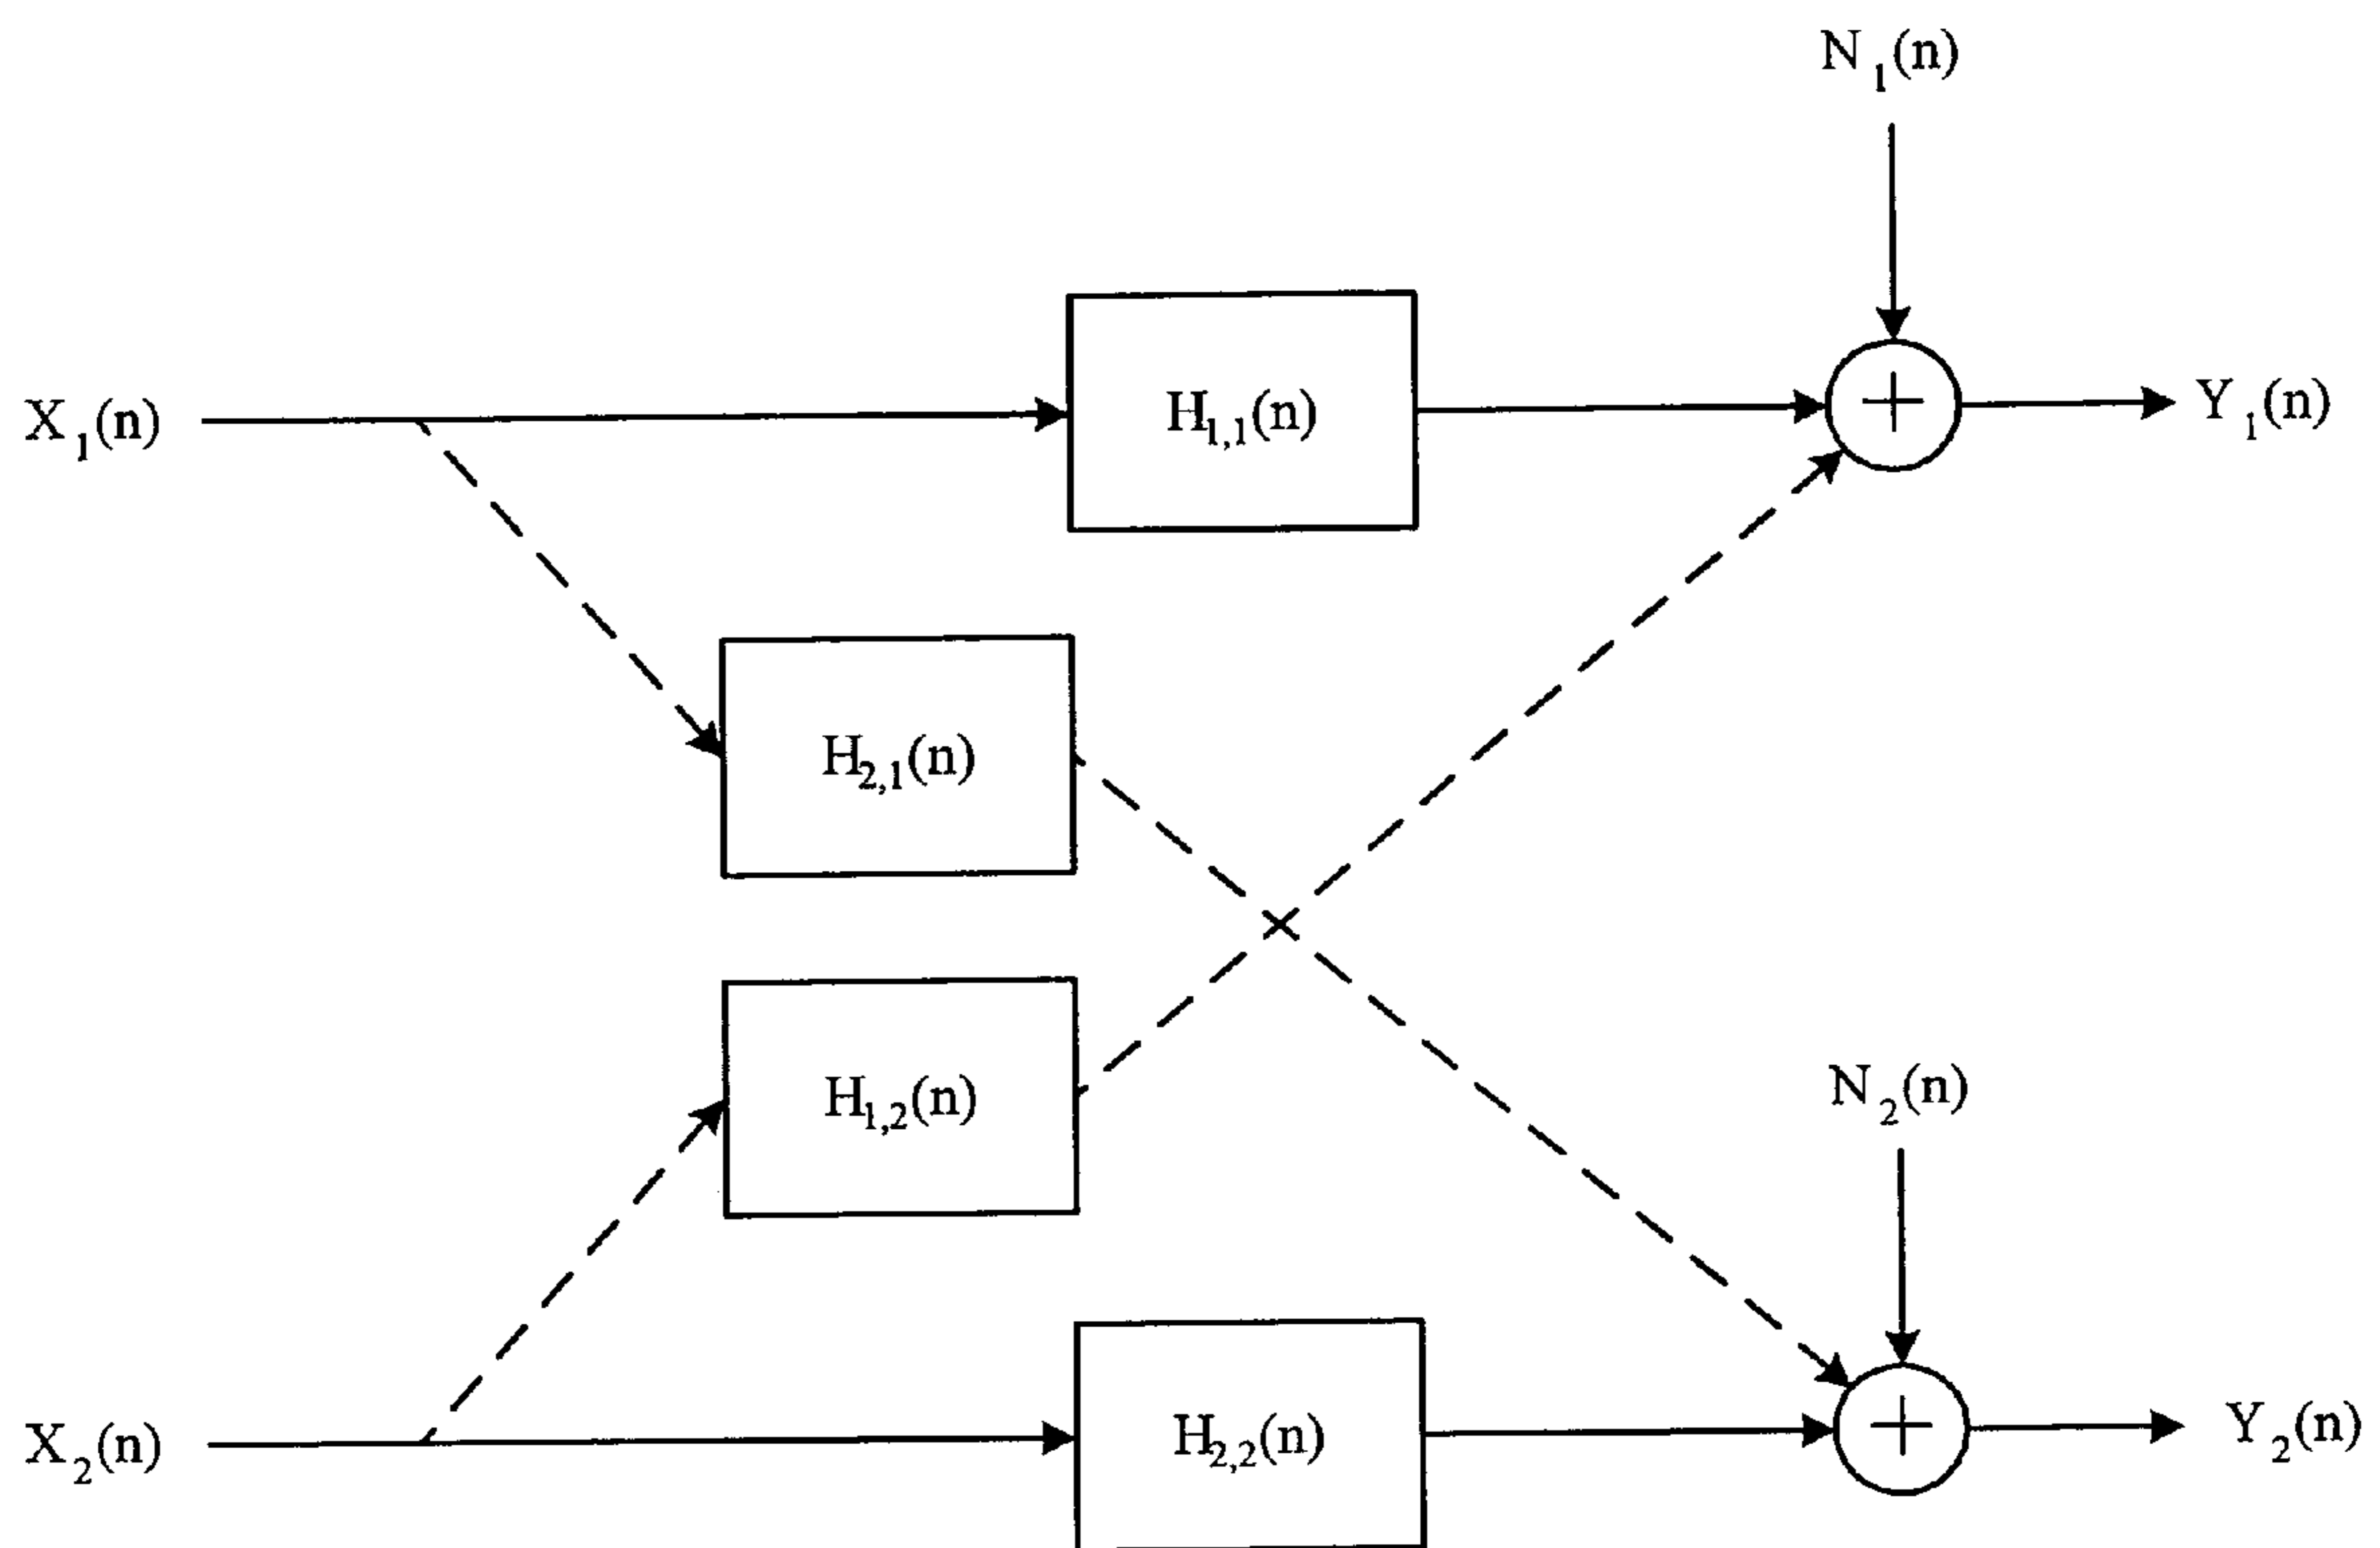 N₁(n)
X₁(n)
H₁,₁(n)
+
Y₁(n)
H₂,₁(n)
H₁,₂(n)
N₂(n)
X₂(n)
H₂,₂(n)
+
Y₂(n)